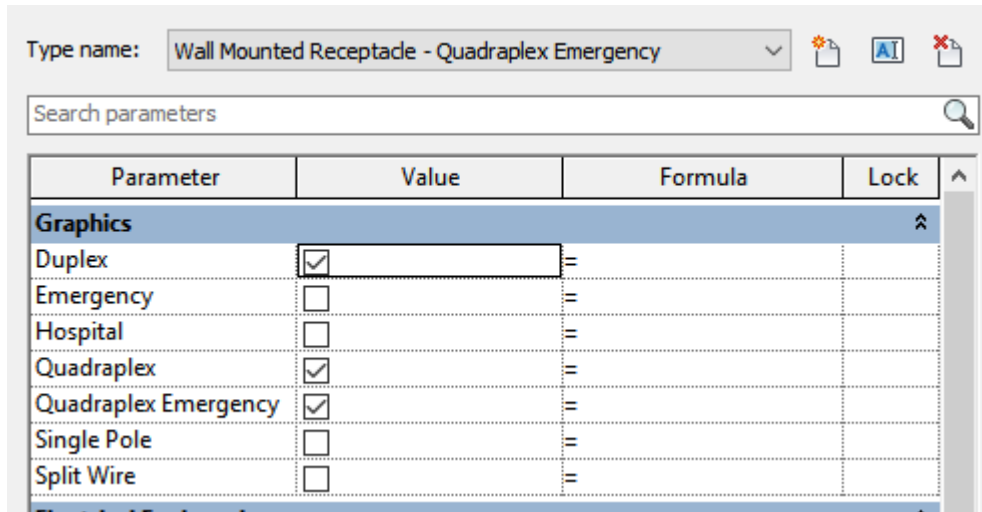 Type name: Wall Mounted Receptacle - Quadraplex Emergency
Search parameters
Parameter Value Formula Lock
Graphics
Duplex =
Emergency =
Hospital =
Quadraplex =
Quadraplex Emergency =
Single Pole =
Split Wire =